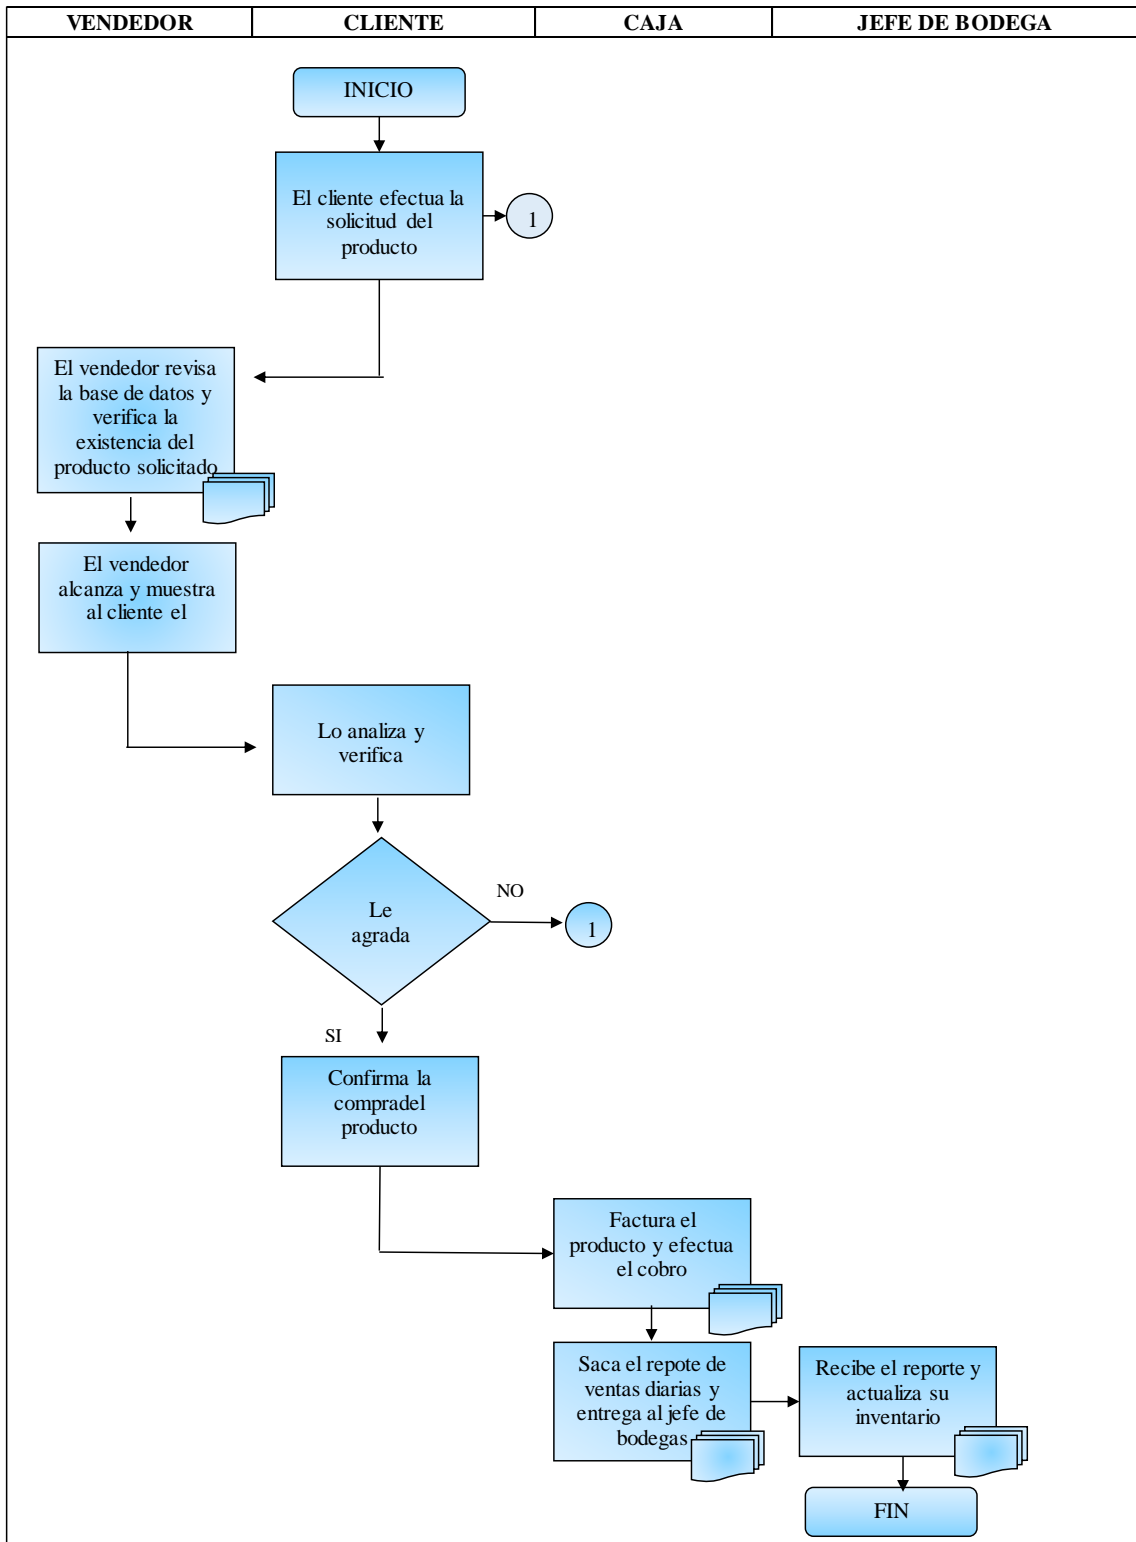 VENDEDOR CLIENTE CAJA JEFE DE BODEGA
INICIO
El cliente efectua la
solicitud del
producto
1
El vendedor revisa
la base de datos y
verifica la
existencia del
producto solicitado
El vendedor
alcanza y muestra
al cliente el
Lo analiza y
verifica
Le
agrada
NO
1
SI
Confirma la
compradel
producto
Factura el
producto y efectua
el cobro
Saca el repote de
ventas diarias y
entrega al jefe de
bodegas
Recibe el reporte y
actualiza su
inventario
FIN